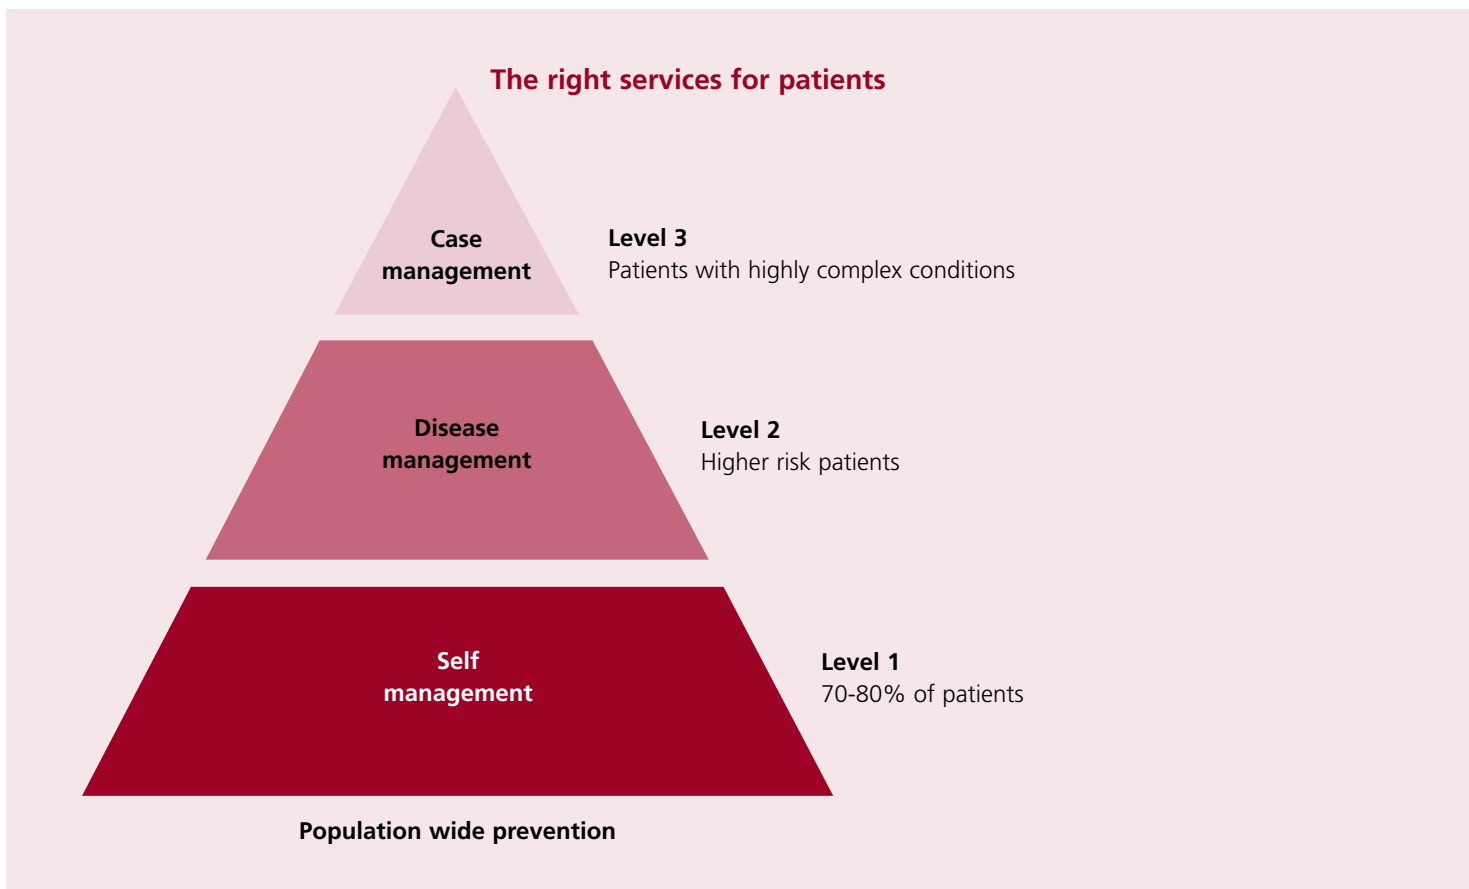 The right services for patients
Case
management
Level 3
Patients with highly complex conditions
Disease
management
Level 2
Higher risk patients
Self
management
Level 1
70-80% of patients
Population wide prevention